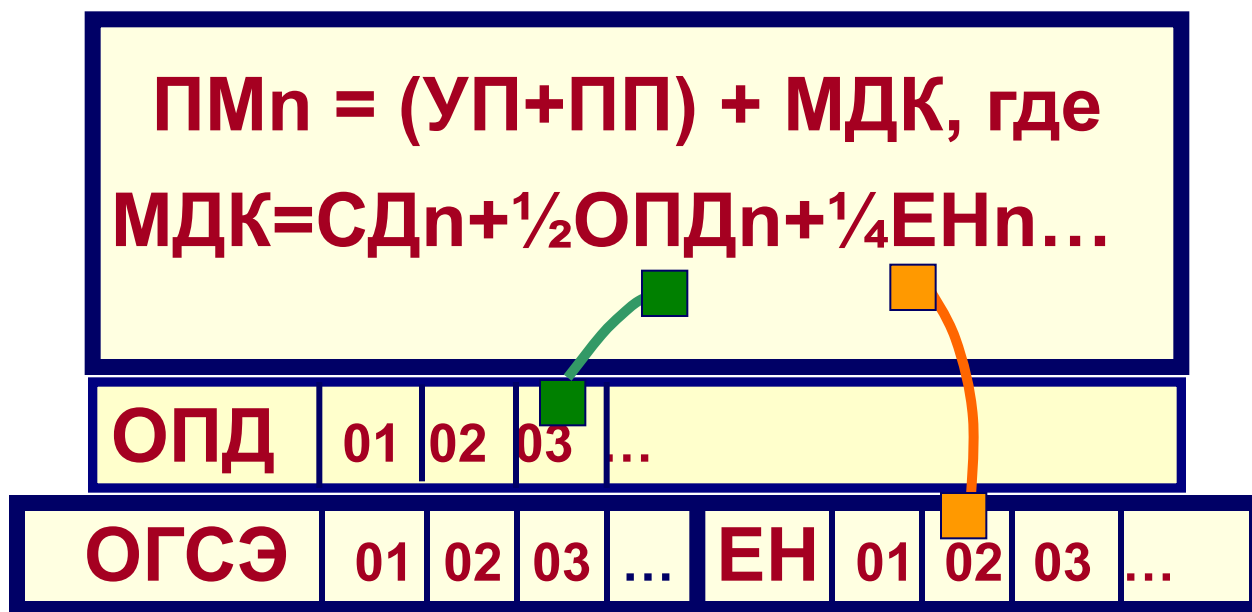 ПМn = (УП+ПП) + МДК, где
МДК=СДn+½ОПДn+¼ЕНn…
ОПД 01 02 03 …
ОГСЭ 01 02 03 … ЕН 01 02 03 …